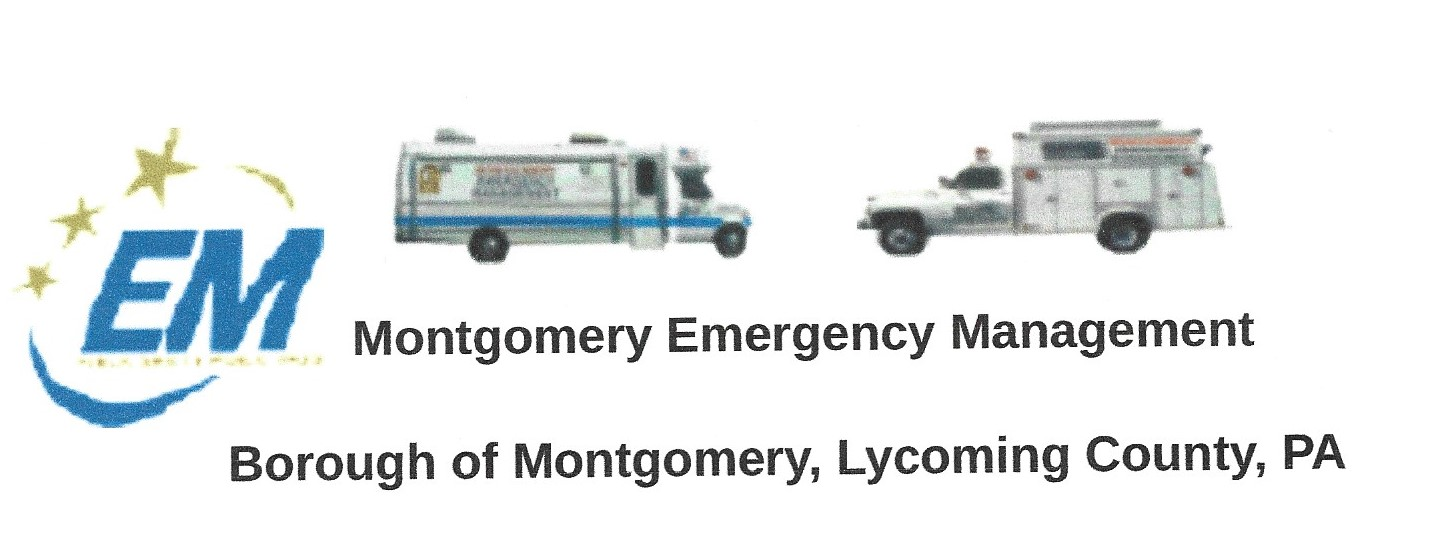 EM
Montgomery Emergency Management
Borough of Montgomery, Lycoming County, PA